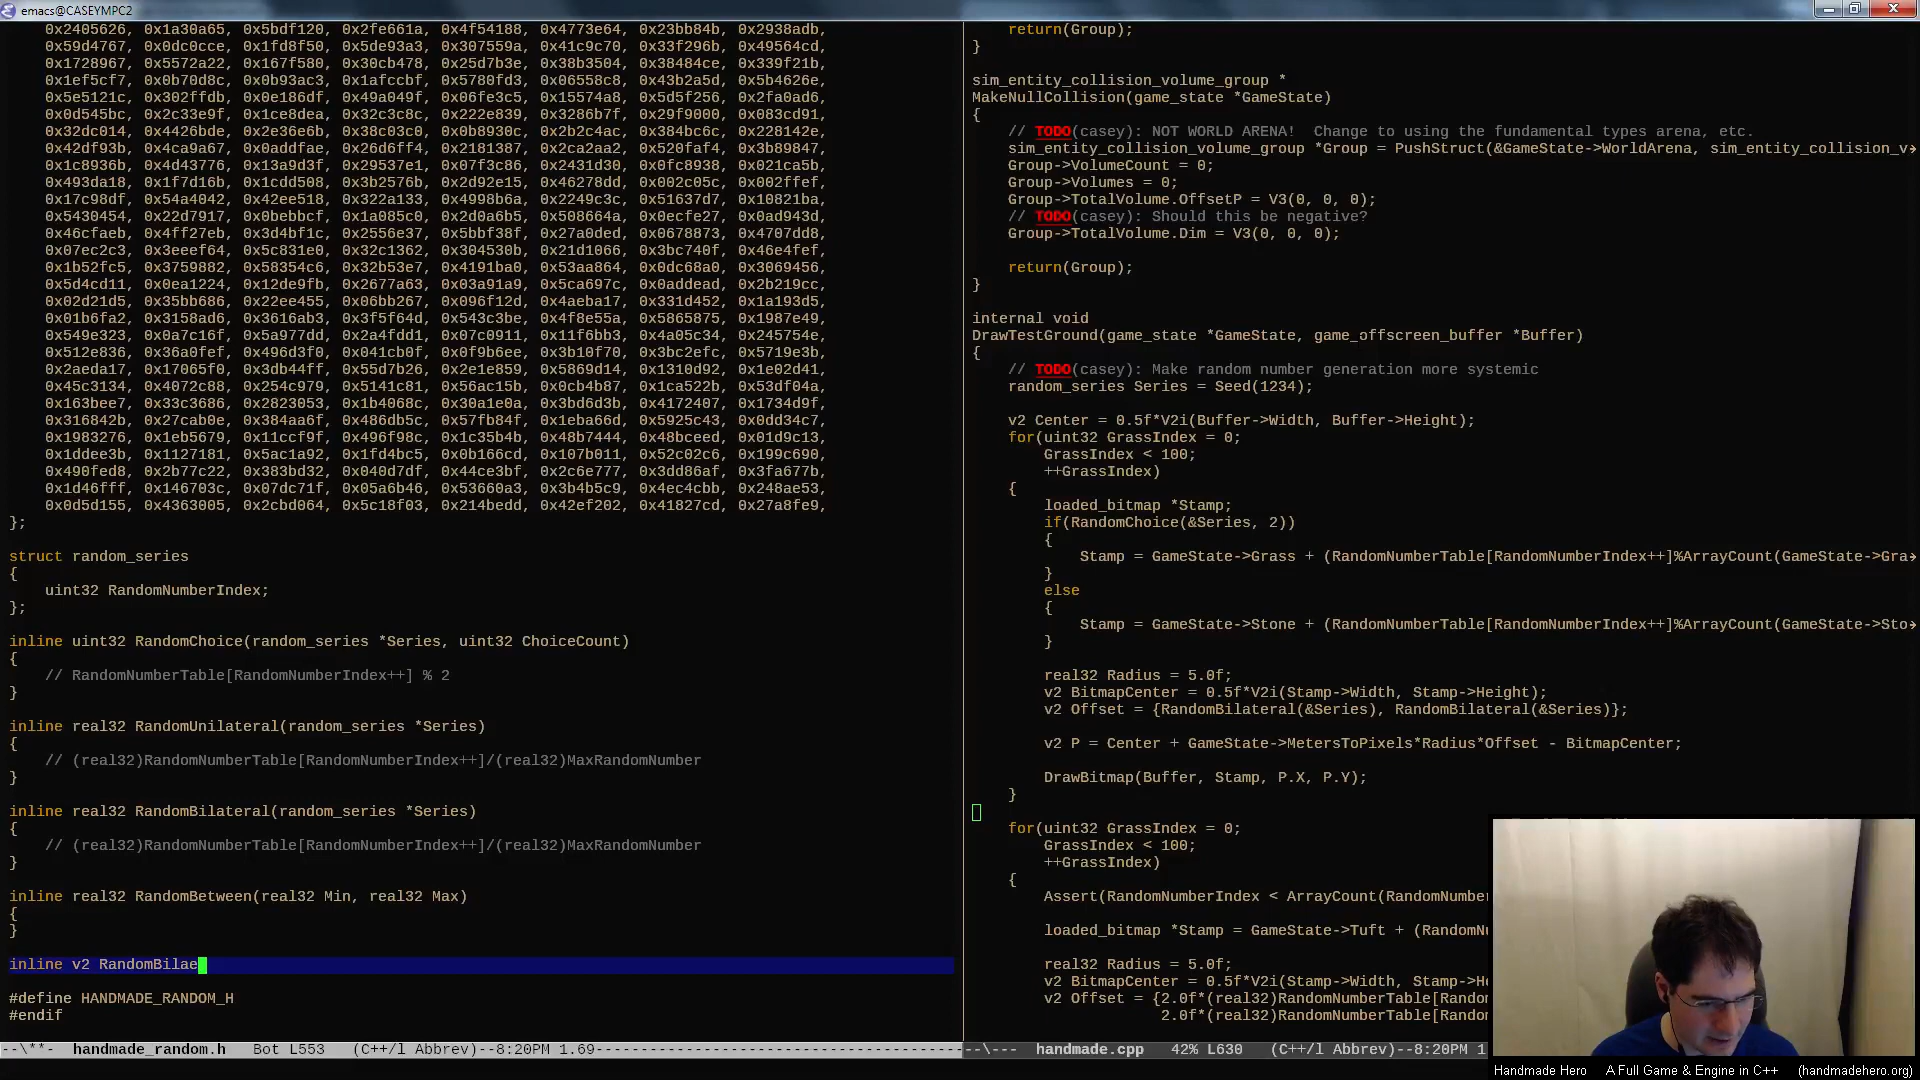 emacs@CASEYMPC2
0x2405626, 0x1a30a65, 0x5bdf120, 0x2fe661a, 0x4f54188, 0x4773e64, 0x23bb84b, 0x2938adb,
0x59d4767, 0x0dc0cce, 0x1fd8f50, 0x5de93a3, 0x307559a, 0x41c9c70, 0x33f296b, 0x49564cd,
0x1728967, 0x5572a22, 0x167f580, 0x30cb478, 0x25d7b3e, 0x38b3504, 0x38484ce, 0x339f21b,
0x1ef5cf7, 0x0b70d8c, 0x0b93ac3, 0x1afccbf, 0x5780fd3, 0x06558c8, 0x43b2a5d, 0x5b4626e,
0x5e5121c, 0x302ffdb, 0x0e186df, 0x49a049f, 0x06fe3c5, 0x15574a8, 0x5d5f256, 0x2fa0ad6,
0x0d545bc, 0x2c33e9f, 0x1ce8dea, 0x32c3c8c, 0x222e839, 0x3286b7f, 0x29f9000, 0x083cd91,
0x32dc014, 0x4426bde, 0x2e36e6b, 0x38c03c0, 0x0b8930c, 0x2b2c4ac, 0x384bc6c, 0x228142e,
0x42df93b, 0x4ca9a67, 0x0addfae, 0x26d6ff4, 0x2181387, 0x2ca2aa2, 0x520faf4, 0x3b89847,
0x1c8936b, 0x4d43776, 0x13a9d3f, 0x29537e1, 0x07f3c86, 0x2431d30, 0x0fc8938, 0x021ca5b,
0x493da18, 0x1f7d16b, 0x1cdd508, 0x3b2576b, 0x2d92e15, 0x46278dd, 0x002c05c, 0x002ffef,
0x17c98df, 0x54a4042, 0x42ee518, 0x322a133, 0x4998b6a, 0x2249c3c, 0x51637d7, 0x10821ba,
0x5430454, 0x22d7917, 0x0bebbcf, 0x1a085c0, 0x2d0a6b5, 0x508664a, 0x0ecfe27, 0x0ad943d,
0x46cfaeb, 0x4ff27eb, 0x3d4bf1c, 0x2556e37, 0x5bbf38f, 0x27a0ded, 0x0678873, 0x4707dd8,
0x07ec2c3, 0x3eeef64, 0x5c831e0, 0x32c1362, 0x304530b, 0x21d1066, 0x3bc740f, 0x46e4fef,
0x1b52fc5, 0x3759882, 0x58354c6, 0x32b53e7, 0x4191ba0, 0x53aa864, 0x0dc68a0, 0x3069456,
0x5d4cd11, 0x0ea1224, 0x12de9fb, 0x2677a63, 0x03a91a9, 0x5ca697c, 0x0addead, 0x2b219cc,
0x02d21d5, 0x35bb686, 0x22ee455, 0x06bb267, 0x096f12d, 0x4aeba17, 0x331d452, 0x1a193d5,
0x01b6fa2, 0x3158ad6, 0x3616ab3, 0x3f5f64d, 0x543c3be, 0x4f8e55a, 0x5865875, 0x1987e49,
0x549e323, 0x0a7c16f, 0x5a977dd, 0x2a4fdd1, 0x07c0911, 0x11f6bb3, 0x4a05c34, 0x245754e,
0x512e836, 0x36a0fef, 0x496d3f0, 0x041cb0f, 0x0f9b6ee, 0x3b10f70, 0x3bc2efc, 0x5719e3b,
0x2aeda17, 0x17065f0, 0x3db44ff, 0x55d7b26, 0x2e1e859, 0x5869d14, 0x1310d92, 0x1e02d41,
0x45c3134, 0x4072c88, 0x254c979, 0x5141c81, 0x56ac15b, 0x0cb4b87, 0x1ca522b, 0x53df04a,
0x163bee7, 0x33c3686, 0x2823053, 0x1b4068c, 0x30a1e0a, 0x3bd6d3b, 0x4172407, 0x1734d9f,
0x316842b, 0x27cab0e, 0x384aa6f, 0x486db5c, 0x57fb84f, 0x1eba66d, 0x5925c43, 0x0dd34c7,
0x1983276, 0x1eb5679, 0x11ccf9f, 0x496f98c, 0x1c35b4b, 0x48b7444, 0x48bceed, 0x01d9c13,
0x1ddee3b, 0x1127181, 0x5ac1a92, 0x1fd4bc5, 0x0b166cd, 0x107b011, 0x52c02c6, 0x199c690,
0x490fed8, 0x2b77c22, 0x383bd32, 0x040d7df, 0x44ce3bf, 0x2c6e777, 0x3dd86af, 0x3fa677b,
0x1d46fff, 0x146703c, 0x07dc71f, 0x05a6b46, 0x53660a3, 0x3b4b5c9, 0x4ec4cbb, 0x248ae53,
0x0d5d155, 0x4363005, 0x2cbd064, 0x5c18f03, 0x214bedd, 0x42ef202, 0x41827cd, 0x27a8fe9,
};
struct random_series
{
uint32 RandomNumberIndex;
};
inline uint32 RandomChoice(random_series *Series, uint32 ChoiceCount)
{
// RandomNumberTable[RandomNumberIndex++] % 2
}
inline real32 RandomUnilateral(random_series *Series)
{
// (real32)RandomNumberTable[RandomNumberIndex++]/(real32)MaxRandomNumber
}
inline real32 RandomBilateral(random_series *Series)
{
// (real32)RandomNumberTable[RandomNumberIndex++]/(real32)MaxRandomNumber
}
inline real32 RandomBetween(real32 Min, real32 Max)
{
}
inline v2 RandomBilae
#define HANDMADE_RANDOM_H
#endif
--\**- handmade_random.h Bot L553 (C++/l Abbrev)--8:20PM 1.69
return(Group);
}
sim_entity_collision_volume_group *
MakeNullCollision(game_state *GameState)
{
// TODO(casey): NOT WORLD ARENA! Change to using the fundamental types arena, etc.
sim_entity_collision_volume_group *Group = PushStruct(&GameState->WorldArena, sim_entity_collision_v
Group->VolumeCount = 0;
Group->Volumes = 0;
Group->TotalVolume.OffsetP = V3(0, 0, 0);
// TODO(casey): Should this be negative?
Group->TotalVolume.Dim = V3(0, 0, 0);
return(Group);
}
internal void
DrawTestGround(game_state *GameState, game_offscreen_buffer *Buffer)
{
// TODO(casey): Make random number generation more systemic
random_series Series = Seed(1234);
v2 Center = 0.5f*V2i(Buffer->Width, Buffer->Height);
for(uint32 GrassIndex = 0;
GrassIndex < 100;
++GrassIndex)
{
loaded_bitmap *Stamp;
if(RandomChoice(&Series, 2))
{
Stamp = GameState->Grass + (RandomNumberTable[RandomNumberIndex++]%ArrayCount(GameState->Gra
}
else
{
Stamp = GameState->Stone + (RandomNumberTable[RandomNumberIndex++]%ArrayCount(GameState->Sto
}
real32 Radius = 5.0f;
v2 BitmapCenter = 0.5f*V2i(Stamp->Width, Stamp->Height);
v2 Offset = {RandomBilateral(&Series), RandomBilateral(&Series)};
v2 P = Center + GameState->MetersToPixels*Radius*Offset - BitmapCenter;
DrawBitmap(Buffer, Stamp, P.X, P.Y);
}
for(uint32 GrassIndex = 0;
GrassIndex < 100;
++GrassIndex)
{
Assert(RandomNumberIndex < ArrayCount(RandomNumber
loaded_bitmap *Stamp = GameState->Tuft + (RandomNu
real32 Radius = 5.0f;
v2 BitmapCenter = 0.5f*V2i(Stamp->Width, Stamp->He
v2 Offset = {2.0f*(real32)RandomNumberTable[Random
2.0f*(real32)RandomNumberTable[Random
--\--- handmade.cpp 42% L630 (C++/l Abbrev)--8:20PM 1
Handmade Hero A Full Game & Engine in C++ (handmadehero.org)